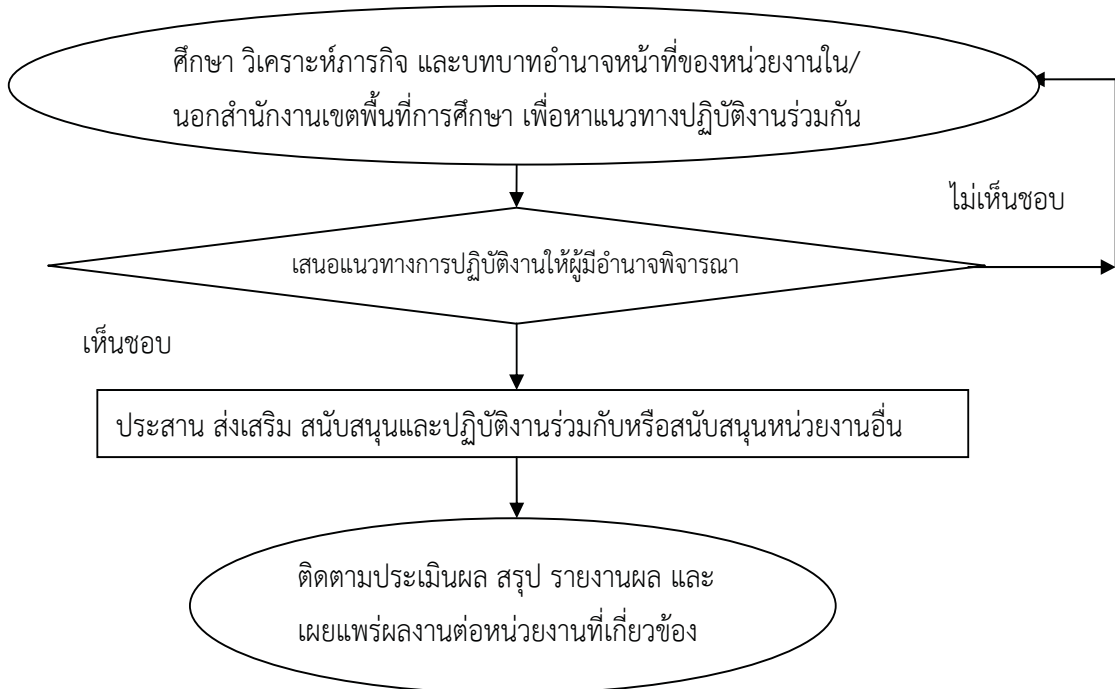 ศึกษา วิเคราะห์ภารกิจ และบทบาทอำนาจหน้าที่ของหน่วยงานใน/
นอกสำนักงานเขตพื้นที่การศึกษา เพื่อหาแนวทางปฏิบัติงานร่วมกัน
ไม่เห็นชอบ
เสนอแนวทางการปฏิบัติงานให้ผู้มีอำนาจพิจารณา
เห็นชอบ
ประสาน ส่งเสริม สนับสนุนและปฏิบัติงานร่วมกับหรือสนับสนุนหน่วยงานอื่น
ติดตามประเมินผล สรุป รายงานผล และ
เผยแพร่ผลงานต่อหน่วยงานที่เกี่ยวข้อง